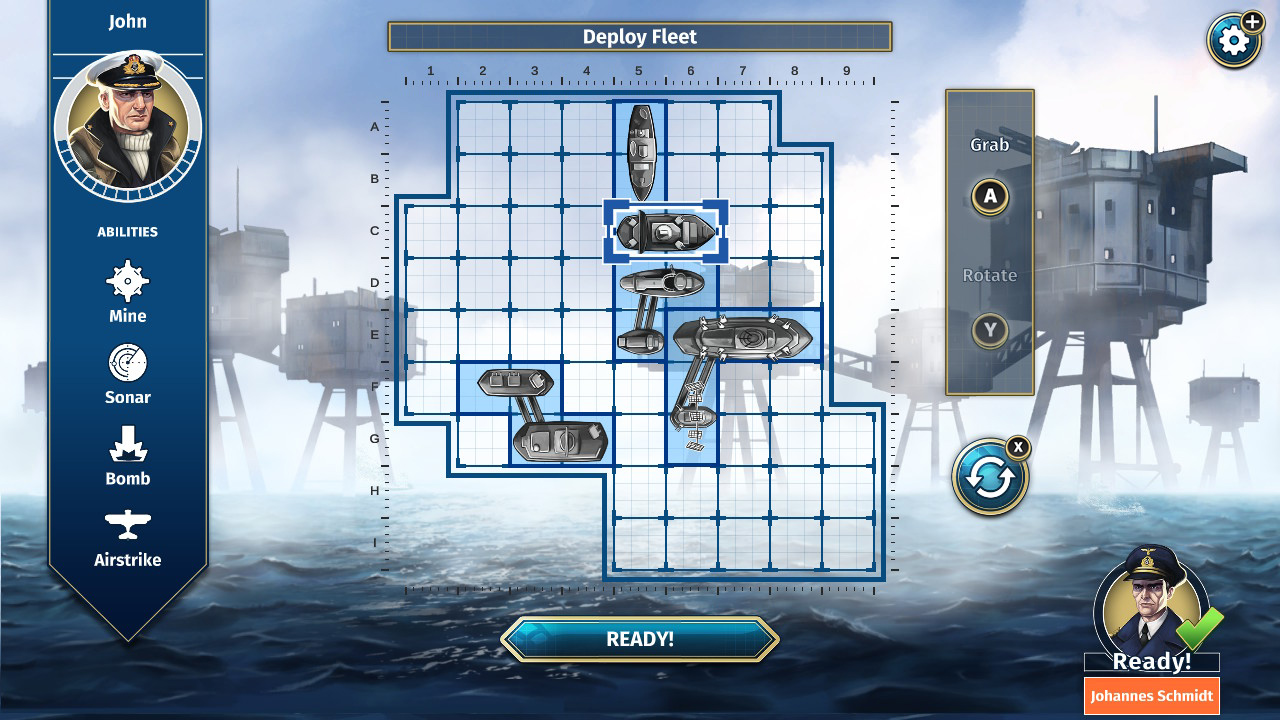 John
Deploy Fleet
+
1 2 3 4 5 6 7 8 9
A
B
C
D
E
F
G
H
I
ABILITIES
Mine
Sonar
Bomb
Airstrike
Grab
A
Rotate
Y
X
READY!
Ready!
Johannes Schmidt